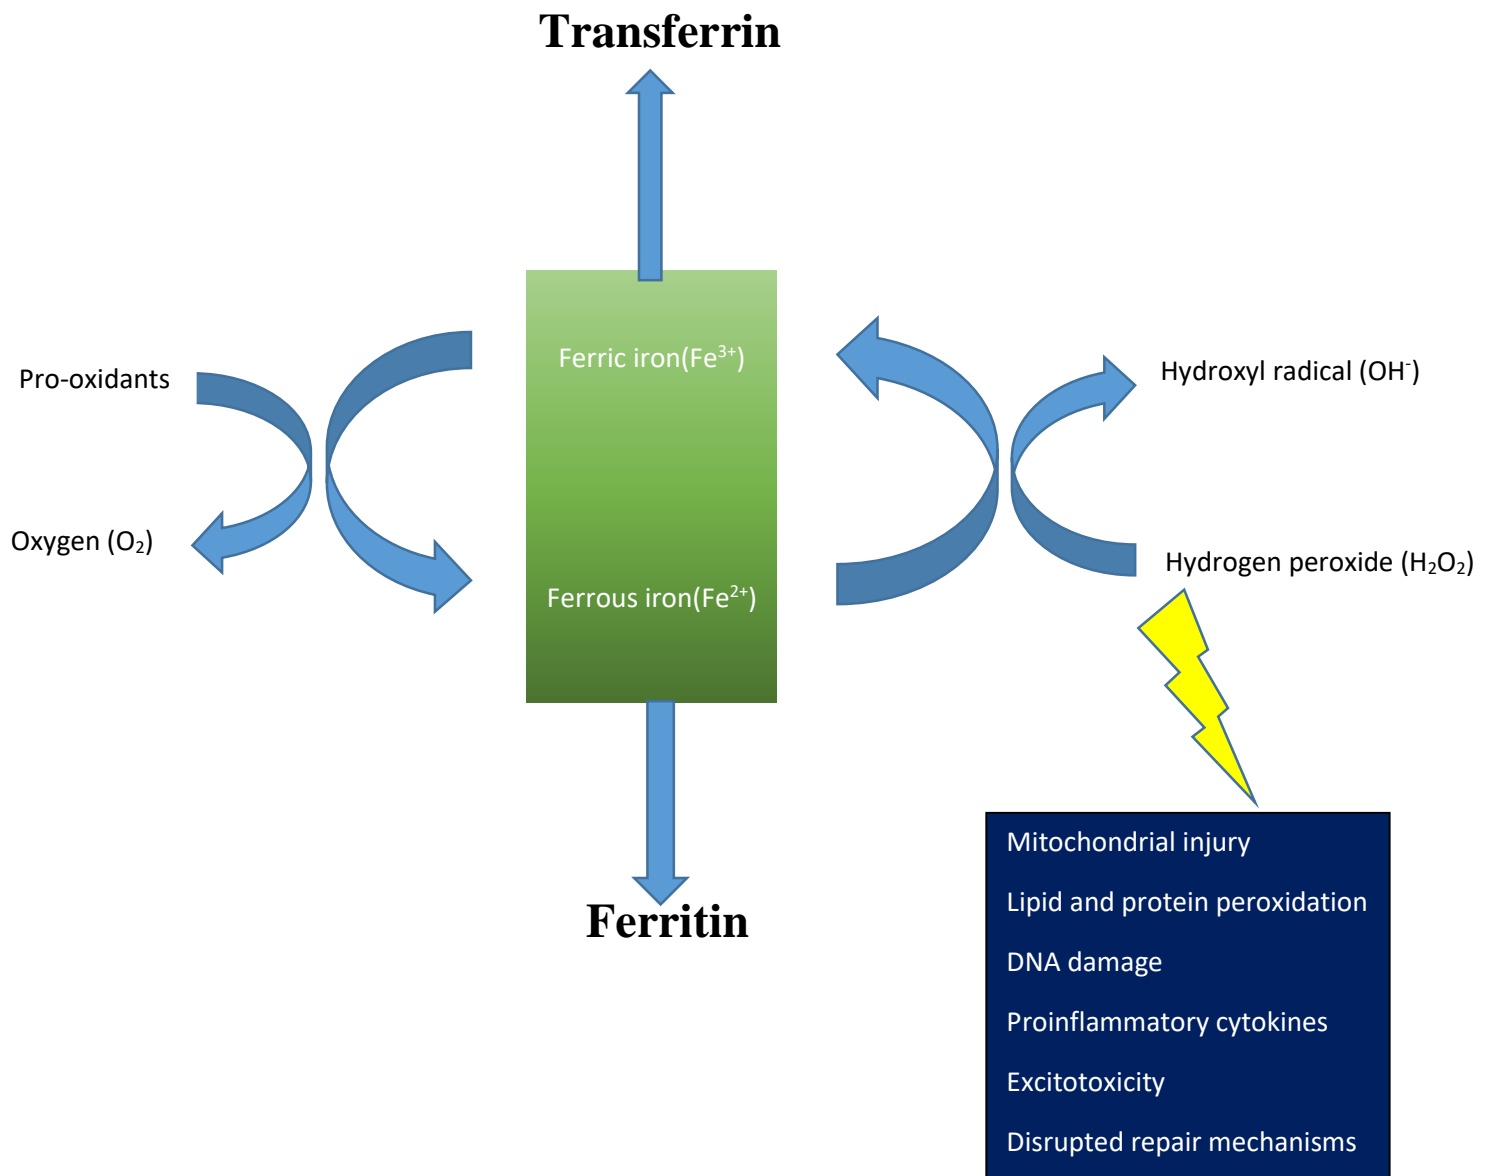 Transferrin
Ferric iron(Fe³⁺)
Pro-oxidants
Hydroxyl radical (OH⁻)
Oxygen (O₂)
Hydrogen peroxide (H₂O₂)
Ferrous iron(Fe²⁺)
Ferritin
Mitochondrial injury
Lipid and protein peroxidation
DNA damage
Proinflammatory cytokines
Excitotoxicity
Disrupted repair mechanisms